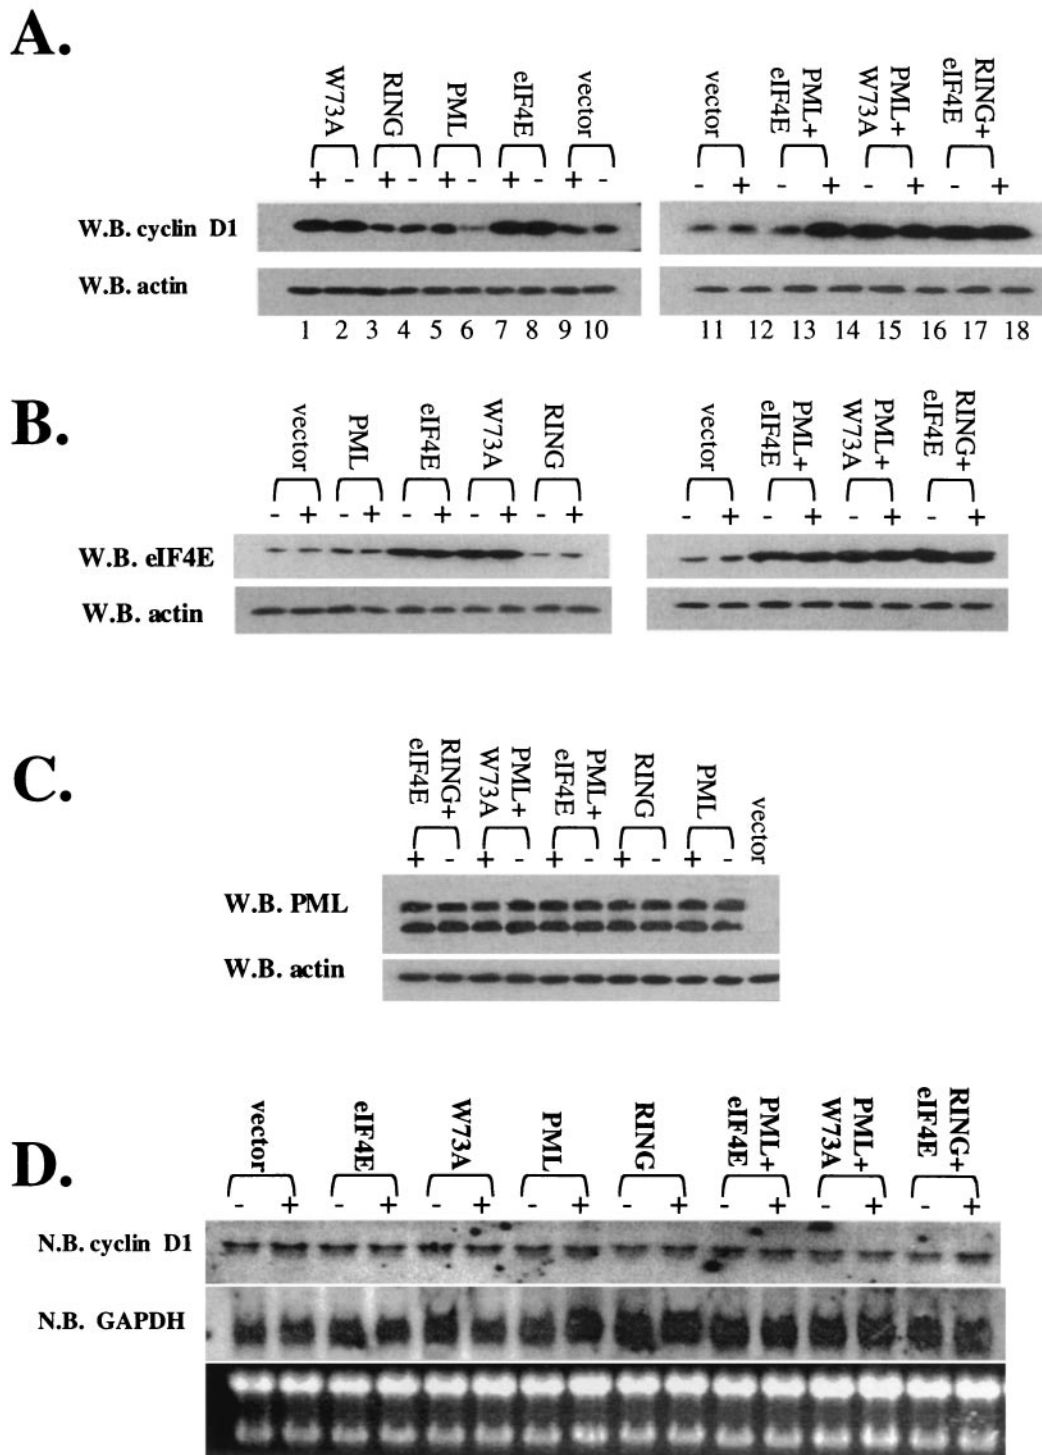 A.
W73A RING PML eIF4E vector vector PML+ eIF4E PML+ W73A RING+ eIF4E
+ - + - + - + - + - - + - + - + - +
W.B. cyclin D1
W.B. actin
1 2 3 4 5 6 7 8 9 10 11 12 13 14 15 16 17 18
B.
vector PML eIF4E W73A RING vector PML+ eIF4E PML+ W73A RING+ eIF4E
- + - + - + - + - + - + - + - + - +
W.B. eIF4E
W.B. actin
C.
RING+ eIF4E PML+ W73A PML+ eIF4E RING PML vector
+ - + - + - + - + -
W.B. PML
W.B. actin
D.
vector eIF4E W73A PML RING PML+ eIF4E PML+ W73A RING+ eIF4E
- + - + - + - + - + - + - + - +
N.B. cyclin D1
N.B. GAPDH